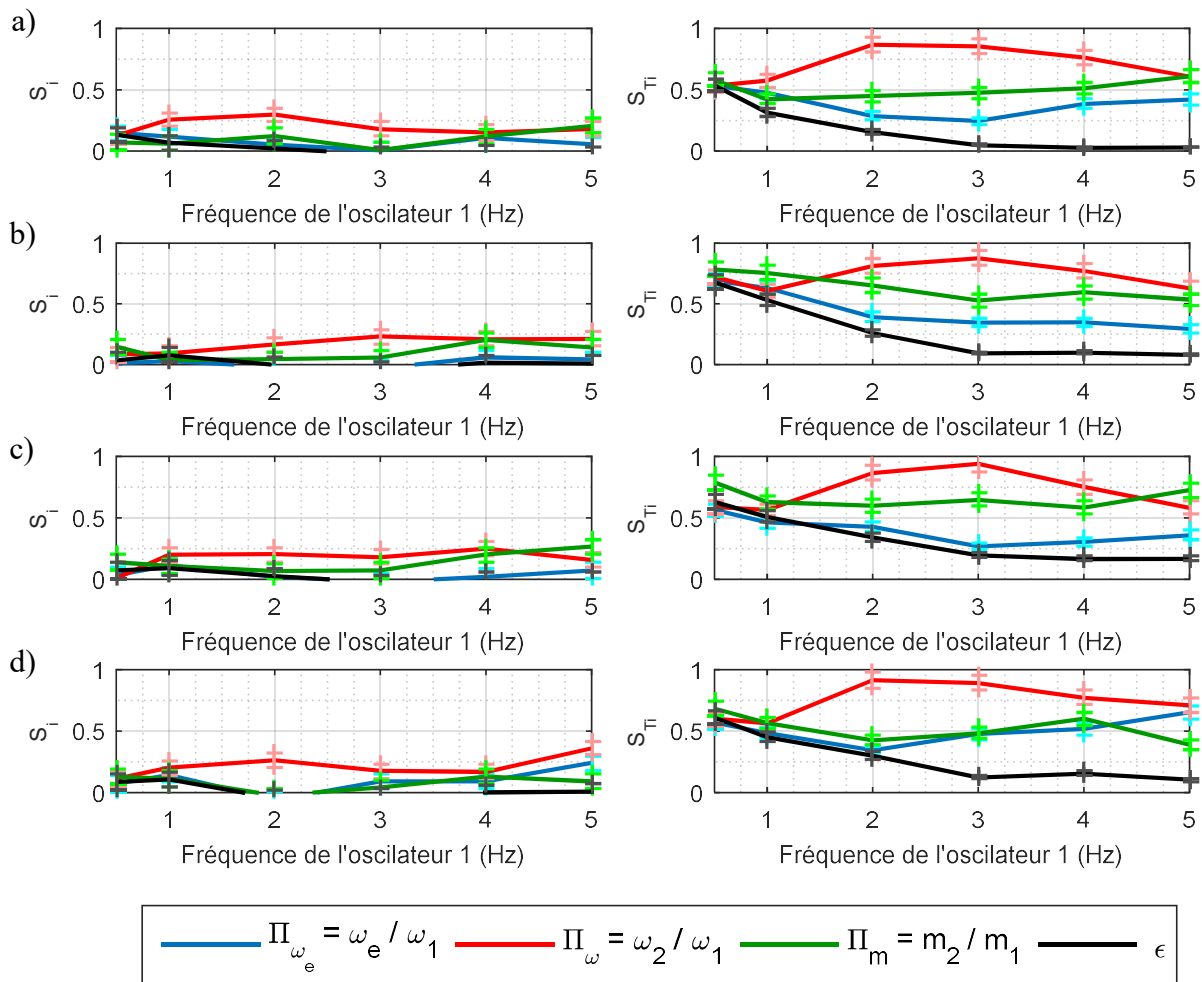 a)
1
0.5
0
S_i
1 2 3 4 5
Fréquence de l'oscilateur 1 (Hz)
1
0.5
0
S_Ti
1 2 3 4 5
Fréquence de l'oscilateur 1 (Hz)
b)
1
0.5
0
S_i
1 2 3 4 5
Fréquence de l'oscilateur 1 (Hz)
1
0.5
0
S_Ti
1 2 3 4 5
Fréquence de l'oscilateur 1 (Hz)
c)
1
0.5
0
S_i
1 2 3 4 5
Fréquence de l'oscilateur 1 (Hz)
1
0.5
0
S_Ti
1 2 3 4 5
Fréquence de l'oscilateur 1 (Hz)
d)
1
0.5
0
S_i
1 2 3 4 5
Fréquence de l'oscilateur 1 (Hz)
1
0.5
0
S_Ti
1 2 3 4 5
Fréquence de l'oscilateur 1 (Hz)
Π_ω_e = ω_e / ω_1 Π_ω = ω_2 / ω_1 Π_m = m_2 / m_1 ϵ